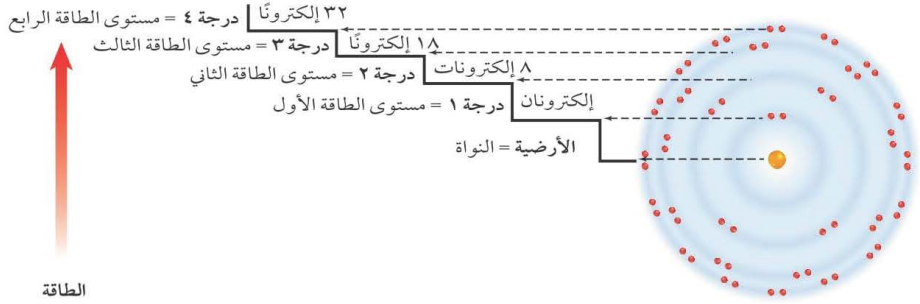 ٣٢ إلكترونًا
درجة ٤ = مستوى الطاقة الرابع
١٨ إلكترونًا
درجة ٣ = مستوى الطاقة الثالث
٨ إلكترونات
درجة ٢ = مستوى الطاقة الثاني
إلكترونان
درجة ١ = مستوى الطاقة الأول
الأرضية = النواة
الطاقة